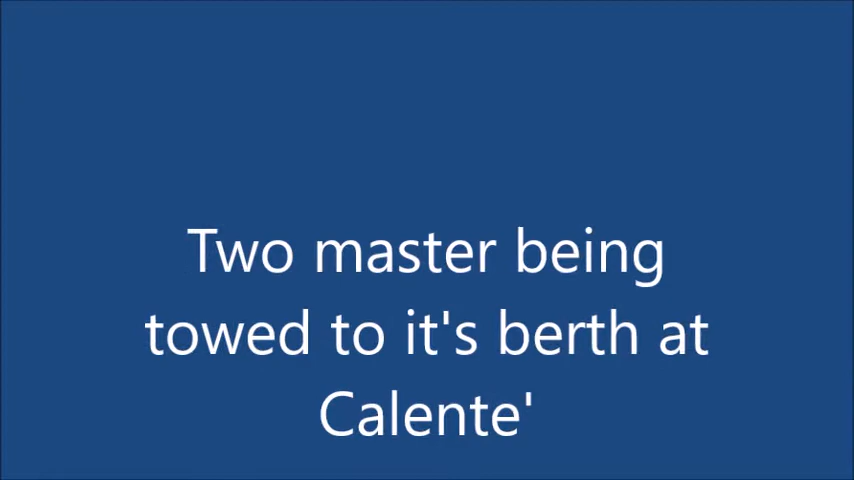 Two master being
towed to it's berth at
Calente'